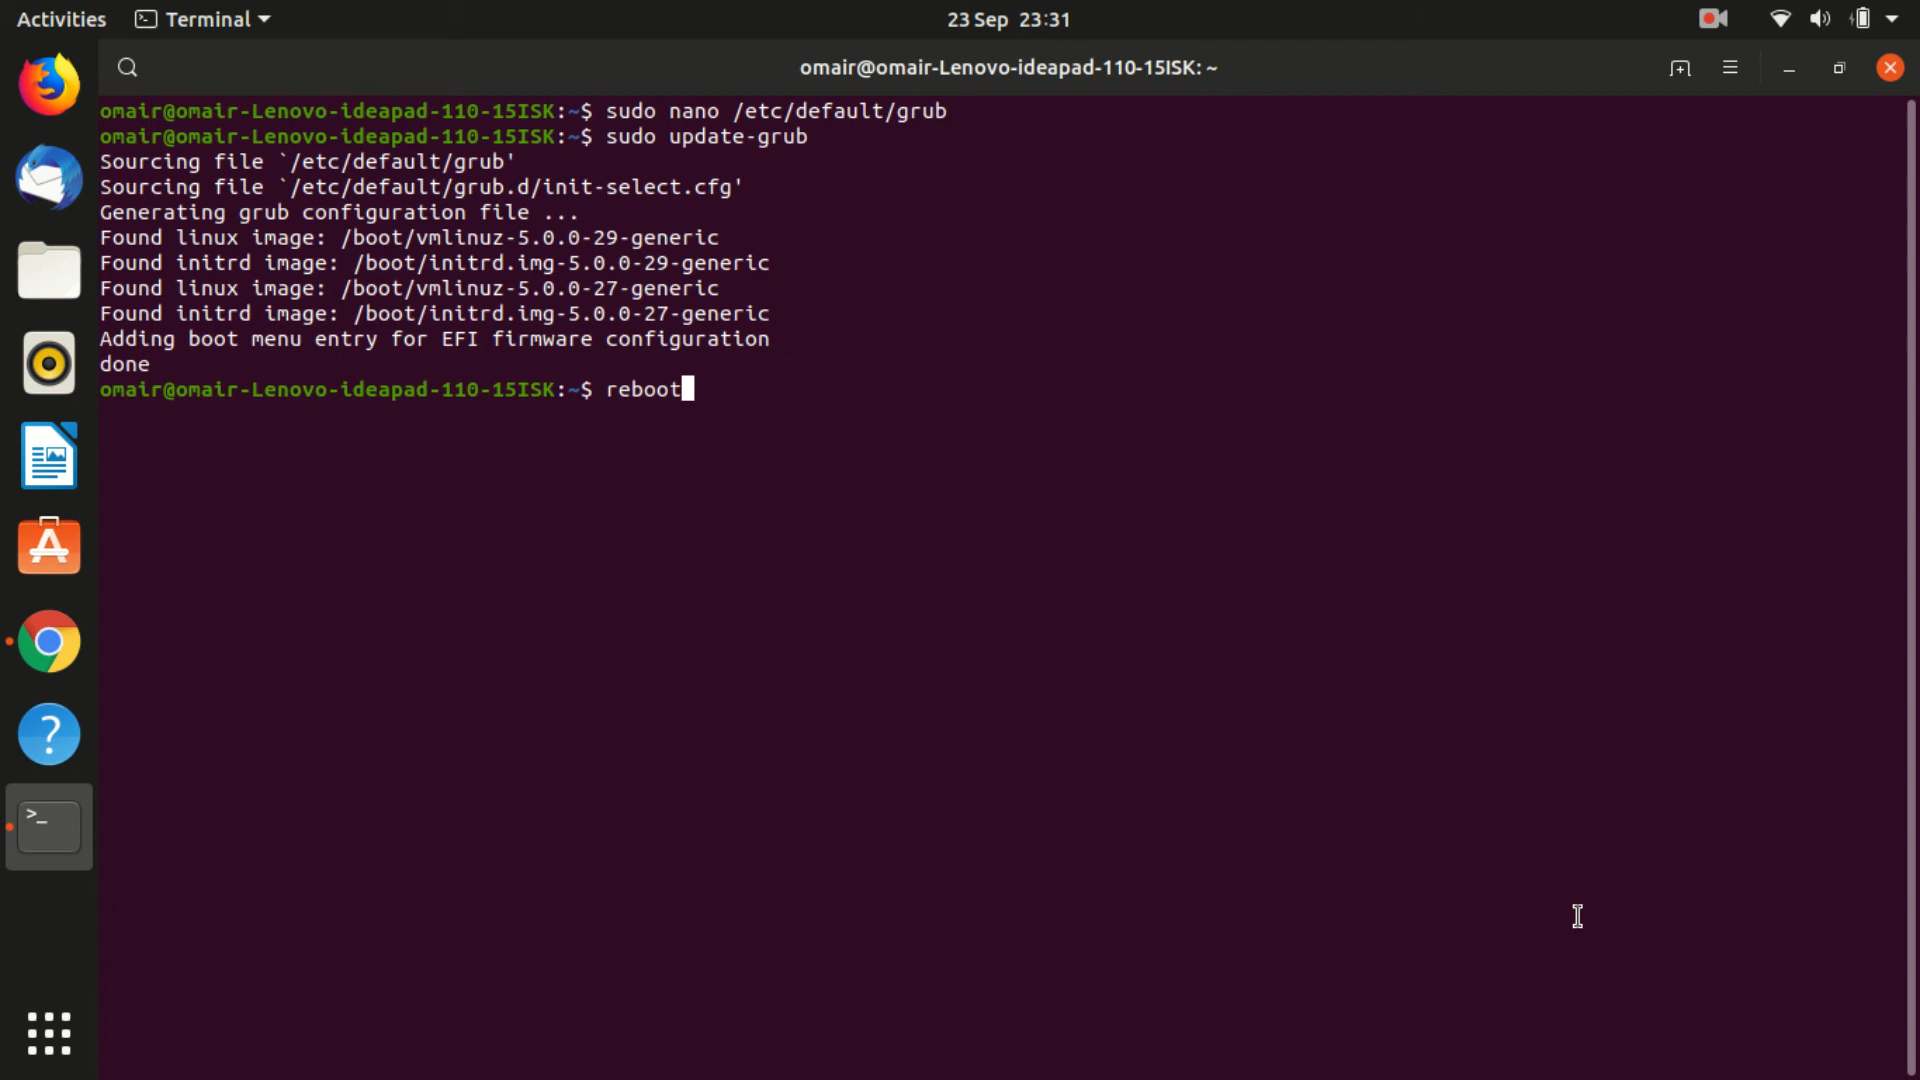 Activities Terminal 23 Sep 23:31
omair@omair-Lenovo-ideapad-110-15ISK: ~
omair@omair-Lenovo-ideapad-110-15ISK:~$ sudo nano /etc/default/grub
omair@omair-Lenovo-ideapad-110-15ISK:~$ sudo update-grub
Sourcing file `/etc/default/grub'
Sourcing file `/etc/default/grub.d/init-select.cfg'
Generating grub configuration file ...
Found linux image: /boot/vmlinuz-5.0.0-29-generic
Found initrd image: /boot/initrd.img-5.0.0-29-generic
Found linux image: /boot/vmlinuz-5.0.0-27-generic
Found initrd image: /boot/initrd.img-5.0.0-27-generic
Adding boot menu entry for EFI firmware configuration
done
omair@omair-Lenovo-ideapad-110-15ISK:~$ reboot